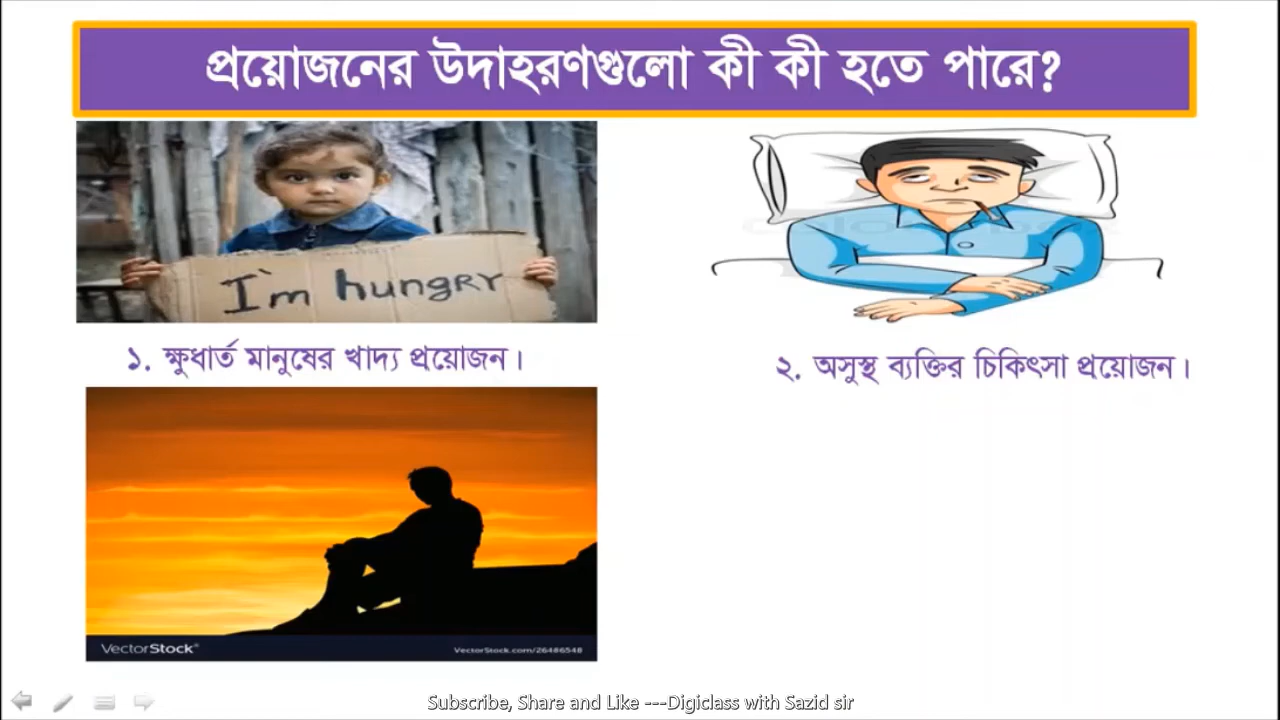 প্রয়োজনের উদাহরণগুলো কী কী হতে পারে?
I'm hungry
১. ক্ষুধার্ত মানুষের খাদ্য প্রয়োজন।
২. অসুস্থ ব্যক্তির চিকিৎসা প্রয়োজন।
VectorStock®
VectorStock.com/26486548
Subscribe, Share and Like ---Digiclass with Sazid sir